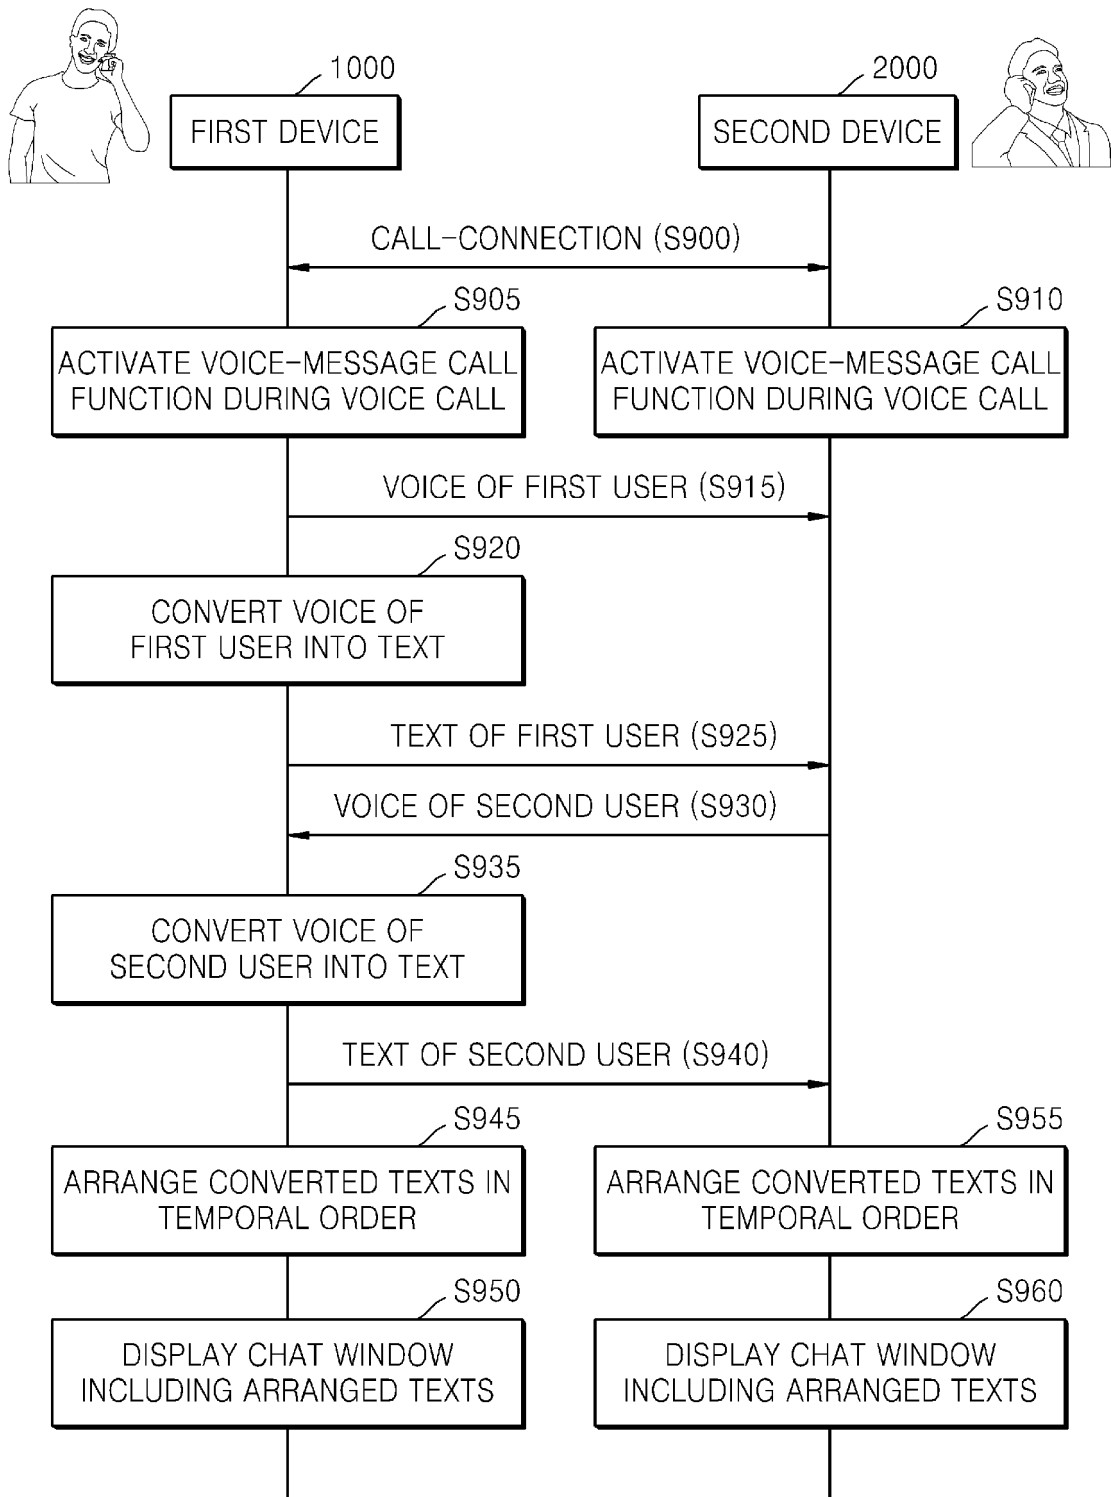 1000
FIRST DEVICE
2000
SECOND DEVICE
CALL-CONNECTION (S900)
S905
ACTIVATE VOICE-MESSAGE CALL
FUNCTION DURING VOICE CALL
S910
ACTIVATE VOICE-MESSAGE CALL
FUNCTION DURING VOICE CALL
VOICE OF FIRST USER (S915)
S920
CONVERT VOICE OF
FIRST USER INTO TEXT
TEXT OF FIRST USER (S925)
VOICE OF SECOND USER (S930)
S935
CONVERT VOICE OF
SECOND USER INTO TEXT
TEXT OF SECOND USER (S940)
S945
ARRANGE CONVERTED TEXTS IN
TEMPORAL ORDER
S955
ARRANGE CONVERTED TEXTS IN
TEMPORAL ORDER
S950
DISPLAY CHAT WINDOW
INCLUDING ARRANGED TEXTS
S960
DISPLAY CHAT WINDOW
INCLUDING ARRANGED TEXTS